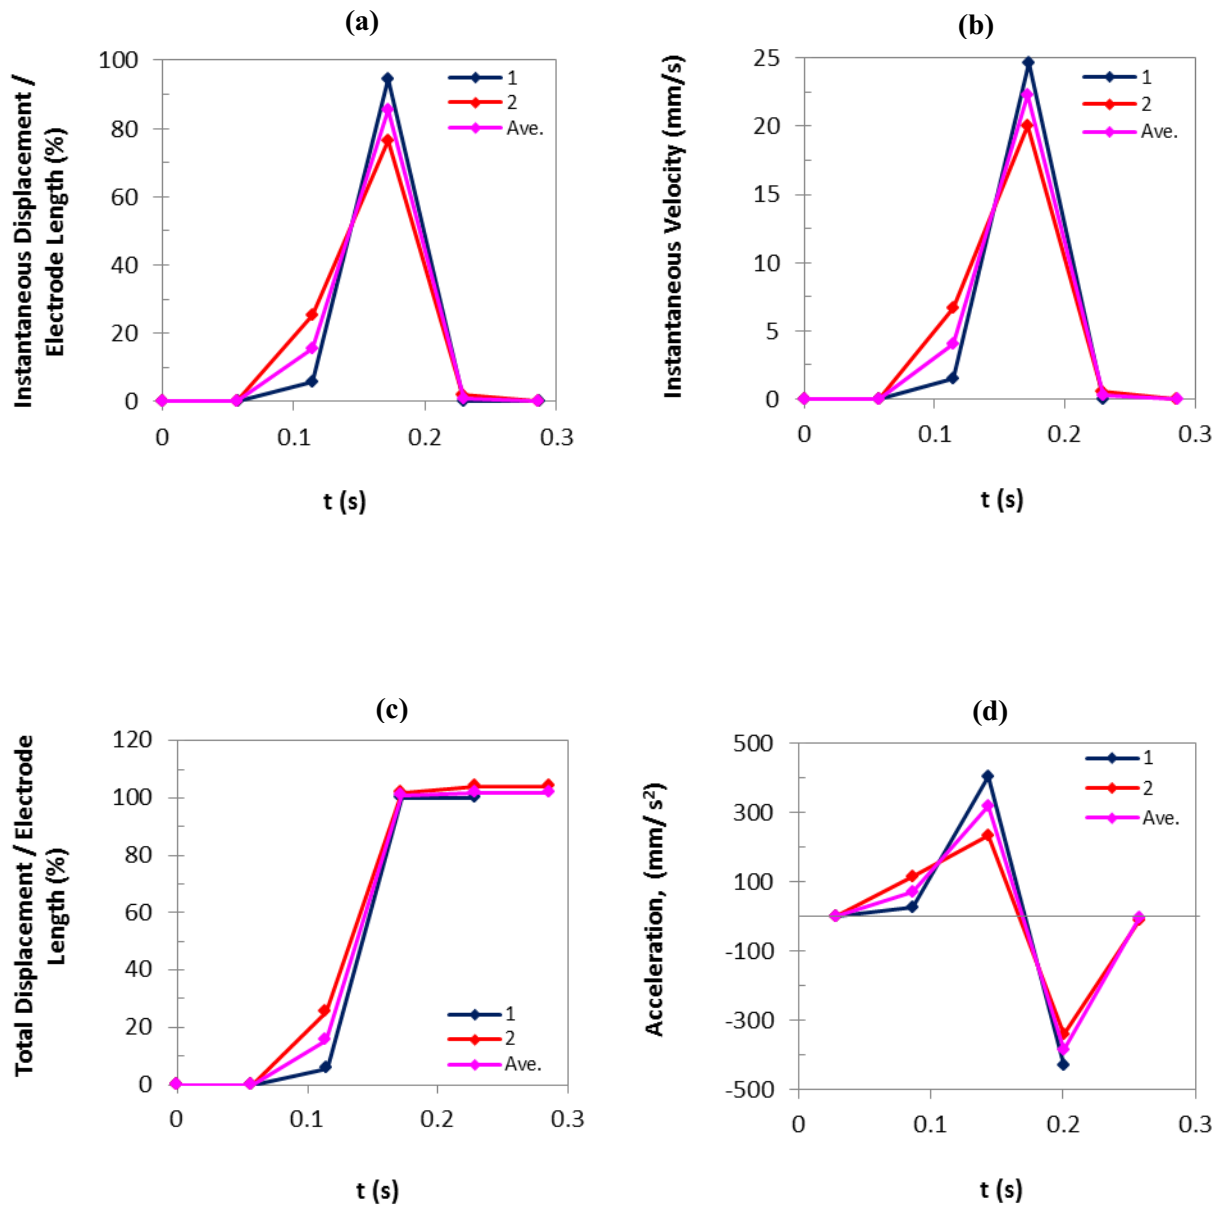 (a)
Instantaneous Displacement /
Electrode Length (%)
100
80
60
40
20
0
0 0.1 0.2 0.3
t (s)
1
2
Ave.
(b)
Instantaneous Velocity (mm/s)
25
20
15
10
5
0
0 0.1 0.2 0.3
t (s)
1
2
Ave.
(c)
Total Displacement / Electrode
Length (%)
120
100
80
60
40
20
0
0 0.1 0.2 0.3
t (s)
1
2
Ave.
(d)
Acceleration, (mm/ s²)
500
300
100
-100
-300
-500
0 0.1 0.2 0.3
t (s)
1
2
Ave.